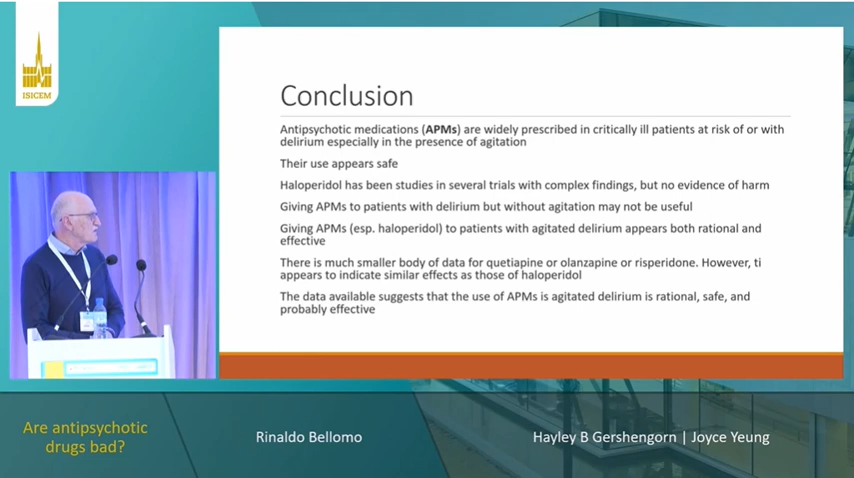 ISICEM
Conclusion
Antipsychotic medications (APMs) are widely prescribed in critically ill patients at risk of or with
delirium especially in the presence of agitation
Their use appears safe
Haloperidol has been studies in several trials with complex findings, but no evidence of harm
Giving APMs to patients with delirium but without agitation may not be useful
Giving APMs (esp. haloperidol) to patients with agitated delirium appears both rational and
effective
There is much smaller body of data for quetiapine or olanzapine or risperidone. However, ti
appears to indicate similar effects as those of haloperidol
The data available suggests that the use of APMs is agitated delirium is rational, safe, and
probably effective
Are antipsychotic
drugs bad?
Rinaldo Bellomo
Hayley B Gershengorn | Joyce Yeung